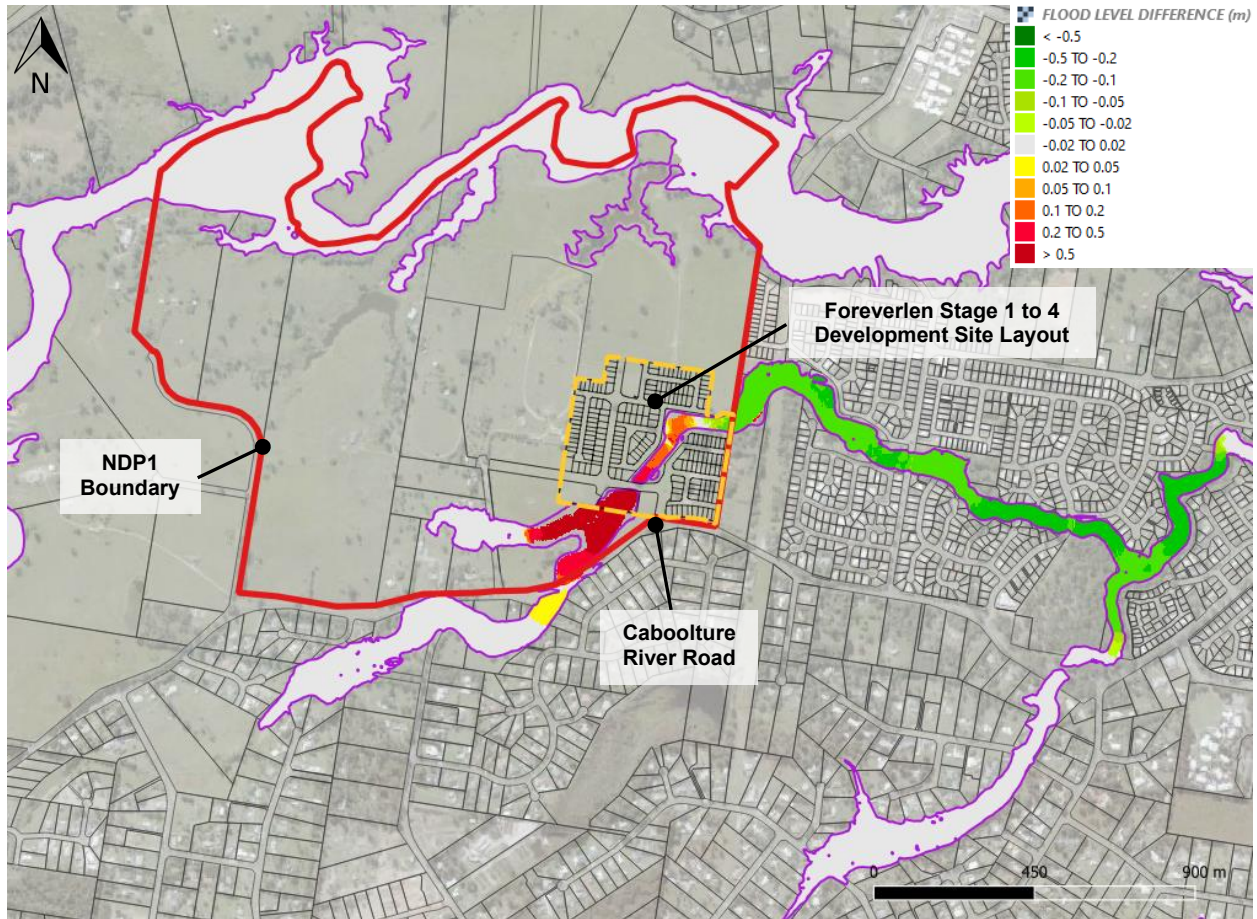 N
FLOOD LEVEL DIFFERENCE (m)
< -0.5
-0.5 TO -0.2
-0.2 TO -0.1
-0.1 TO -0.05
-0.05 TO -0.02
-0.02 TO 0.02
0.02 TO 0.05
0.05 TO 0.1
0.1 TO 0.2
0.2 TO 0.5
> 0.5
Foreverlen Stage 1 to 4
Development Site Layout
NDP1
Boundary
Caboolture
River Road
0 450 900 m